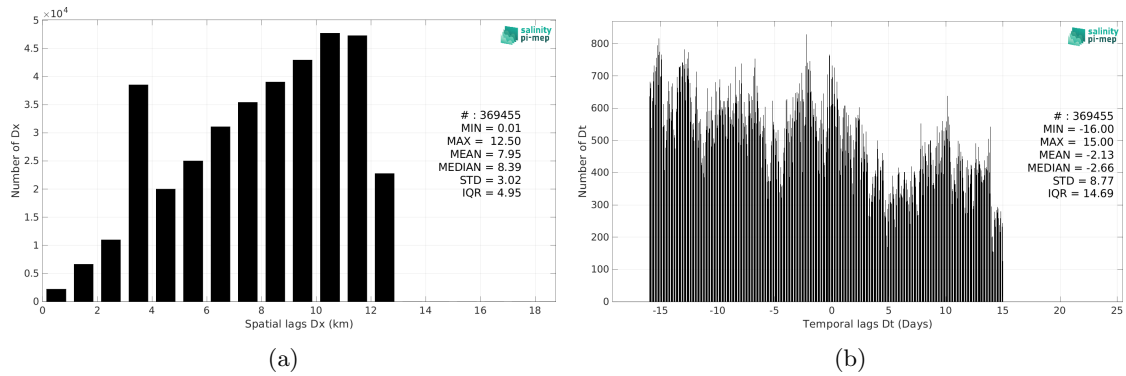 ×10⁴
5
4.5
4
3.5
3
2.5
2
1.5
1
0.5
0
Number of Dx
0 2 4 6 8 10 12 14 16 18
Spatial lags Dx (km)
salinity
pi-mep
# : 369455
MIN = 0.01
MAX = 12.50
MEAN = 7.95
MEDIAN = 8.39
STD = 3.02
IQR = 4.95
(a)
800
700
600
500
400
300
200
100
0
Number of Dt
-15 -10 -5 0 5 10 15 20 25
Temporal lags Dt (Days)
salinity
pi-mep
# : 369455
MIN = -16.00
MAX = 15.00
MEAN = -2.13
MEDIAN = -2.66
STD = 8.77
IQR = 14.69
(b)